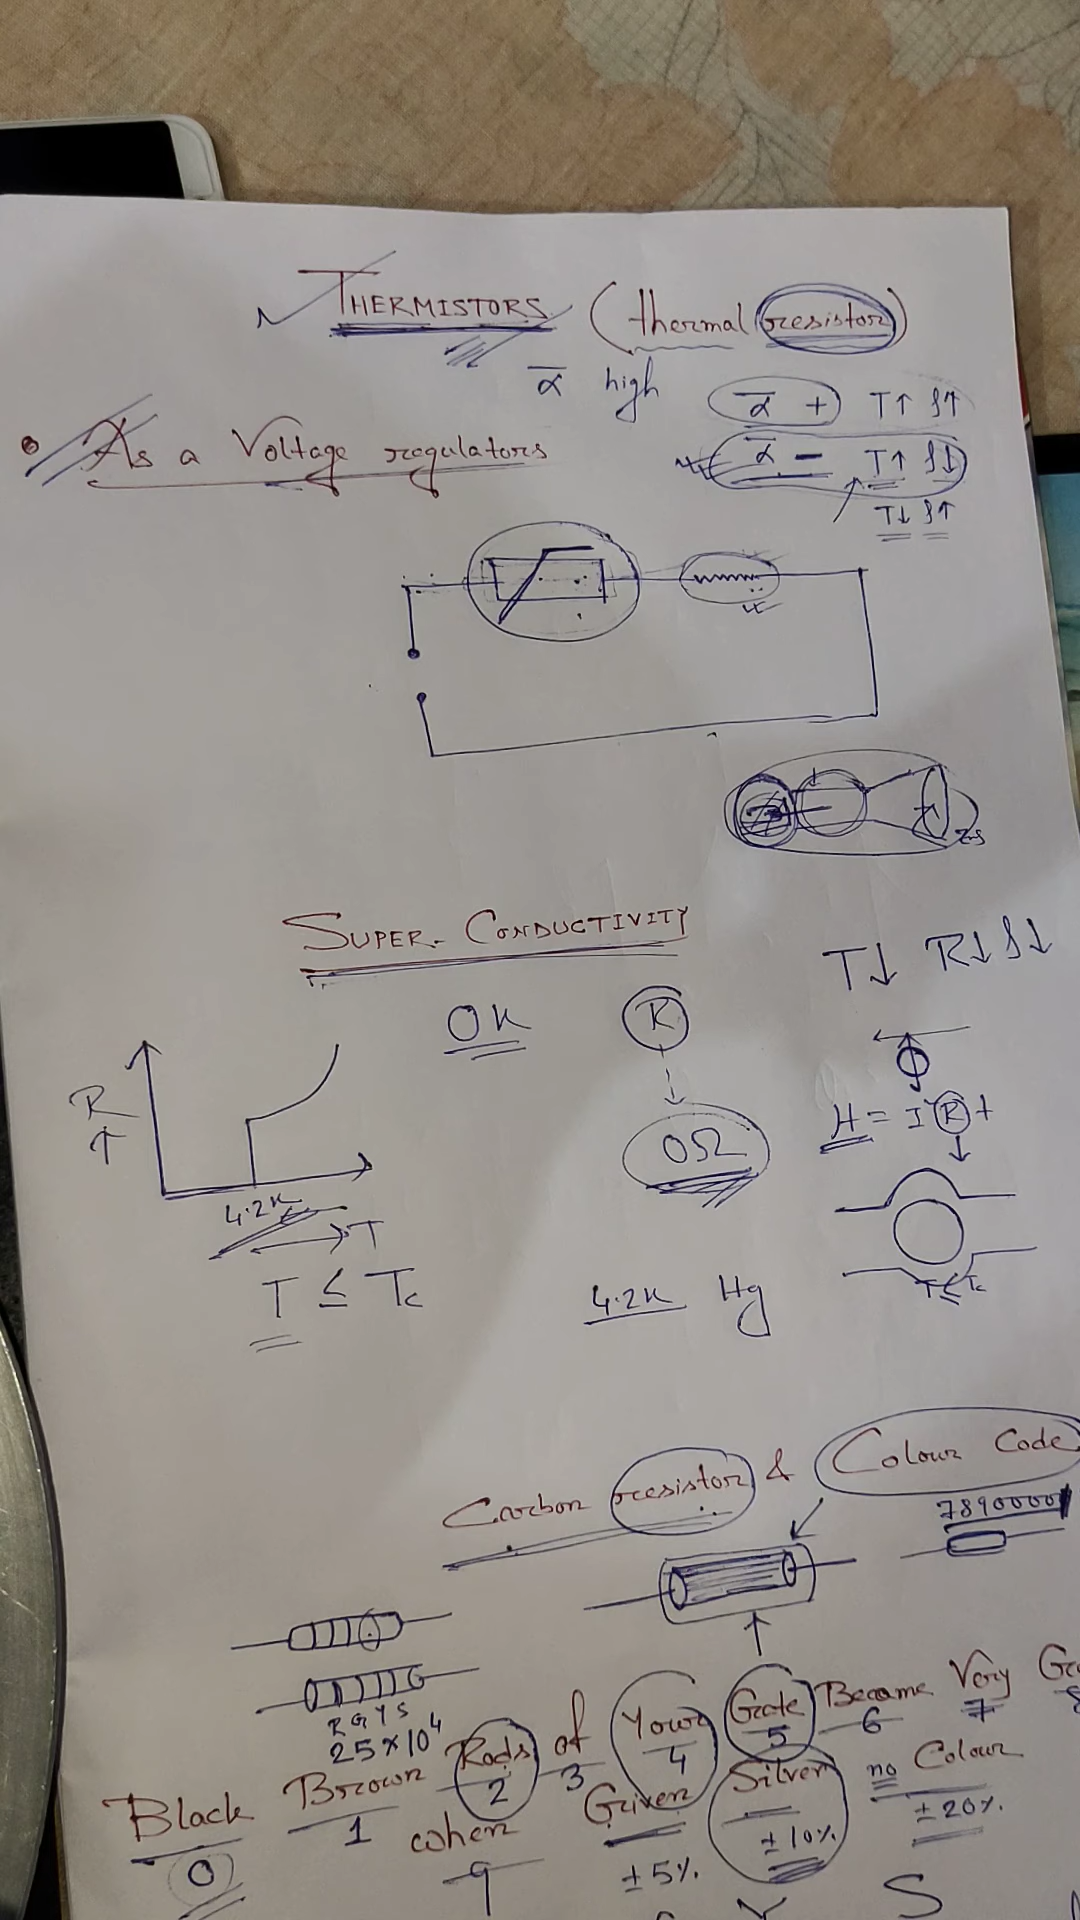 THERMISTORS (thermal resistor)
α high
α + T↑ ρ↑
• As a Voltage regulators
α - T↑ ρ↓
T↓ ρ↑
SUPER-CONDUCTIVITY
T↓ R↓ ρ↓
0K R
R
↑
0Ω
H = I²Rt
4.2K
T
T ≤ Tc
T ≤ Tc
4.2K Hg
Carbon resistor & Colour Code
R G Y S
25×10⁴
Black Brown Rods of Your Gate Became Very
0 1 2 3 4 5 6 7
when Given Silver no Colour
9 ±5% ±10% ±20%
Y S